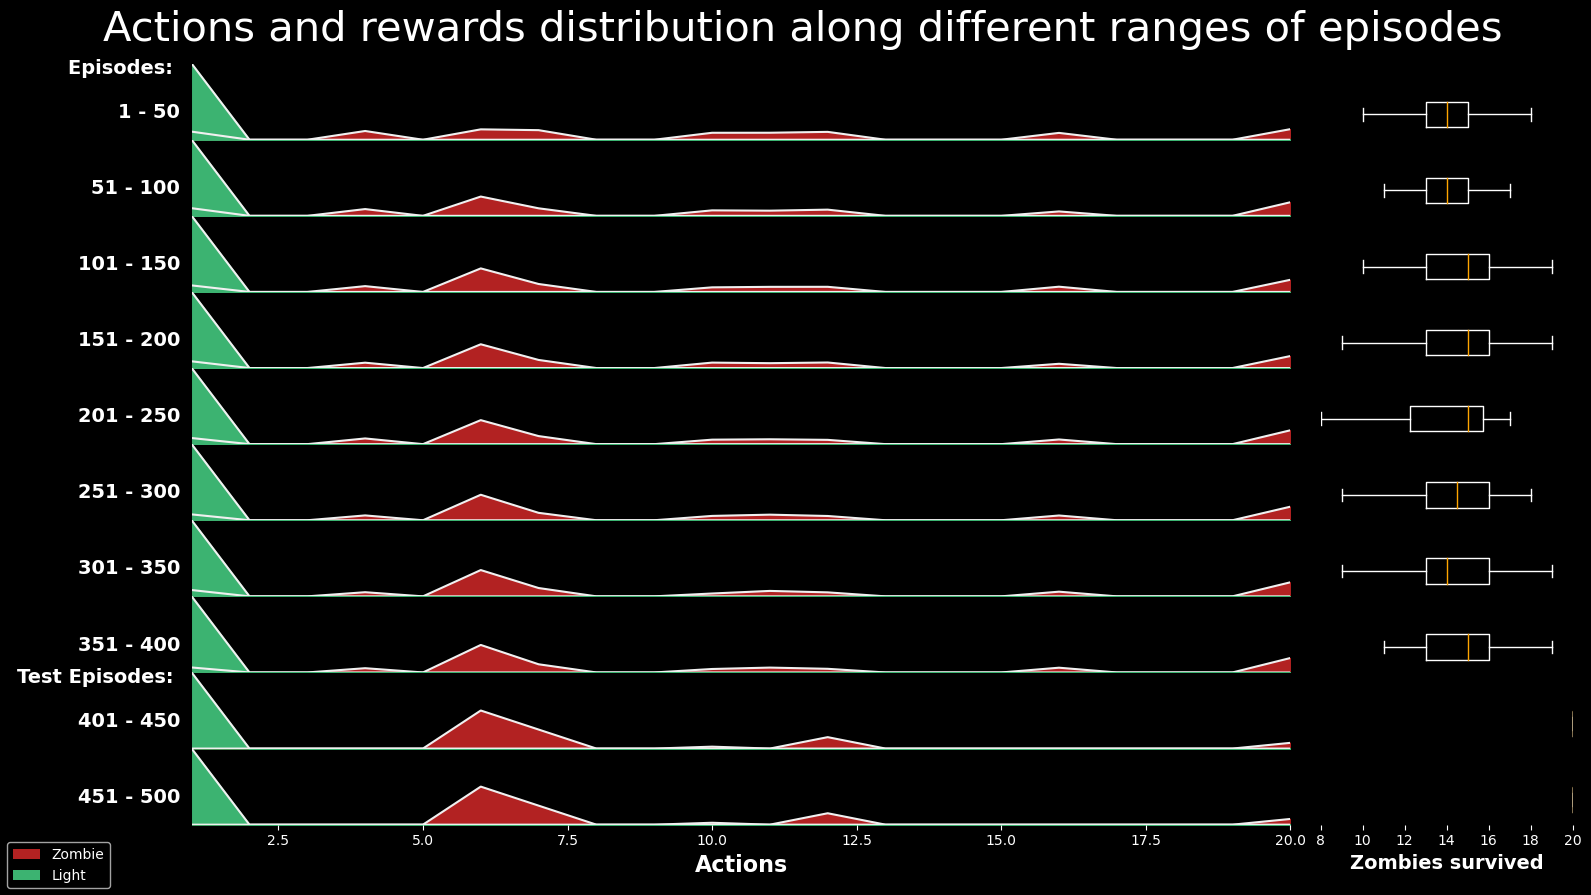 Actions and rewards distribution along different ranges of episodes
Episodes:
1 - 50
51 - 100
101 - 150
151 - 200
201 - 250
251 - 300
301 - 350
351 - 400
Test Episodes:
401 - 450
451 - 500
2.5 5.0 7.5 10.0 12.5 15.0 17.5 20.0 8 10 12 14 16 18 20
Actions Zombies survived
Zombie
Light